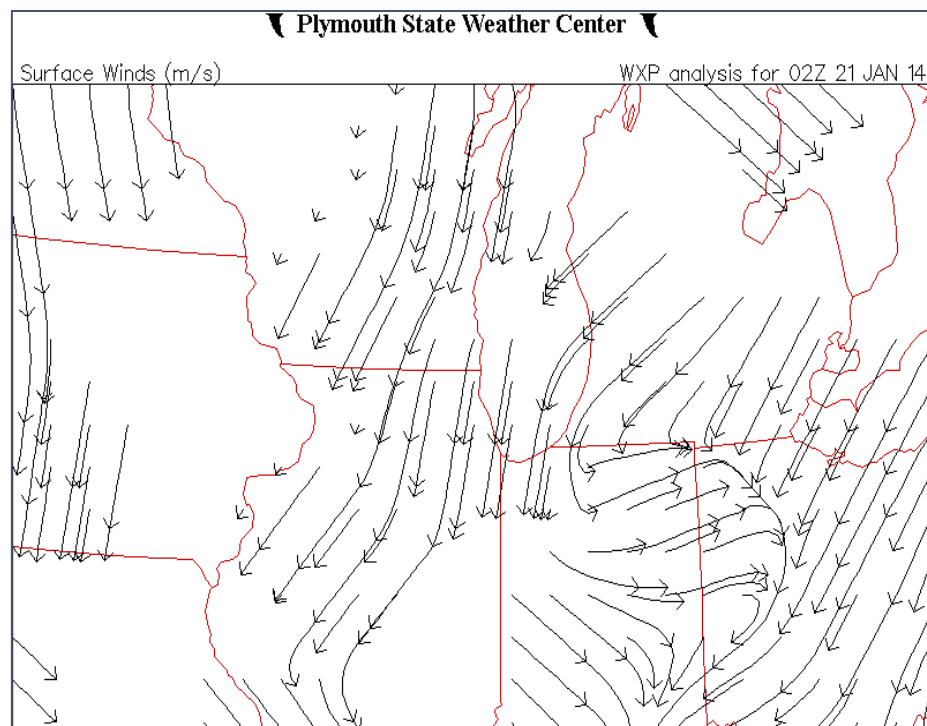 Plymouth State Weather Center
Surface Winds (m/s)
WXP analysis for 02Z 21 JAN 14